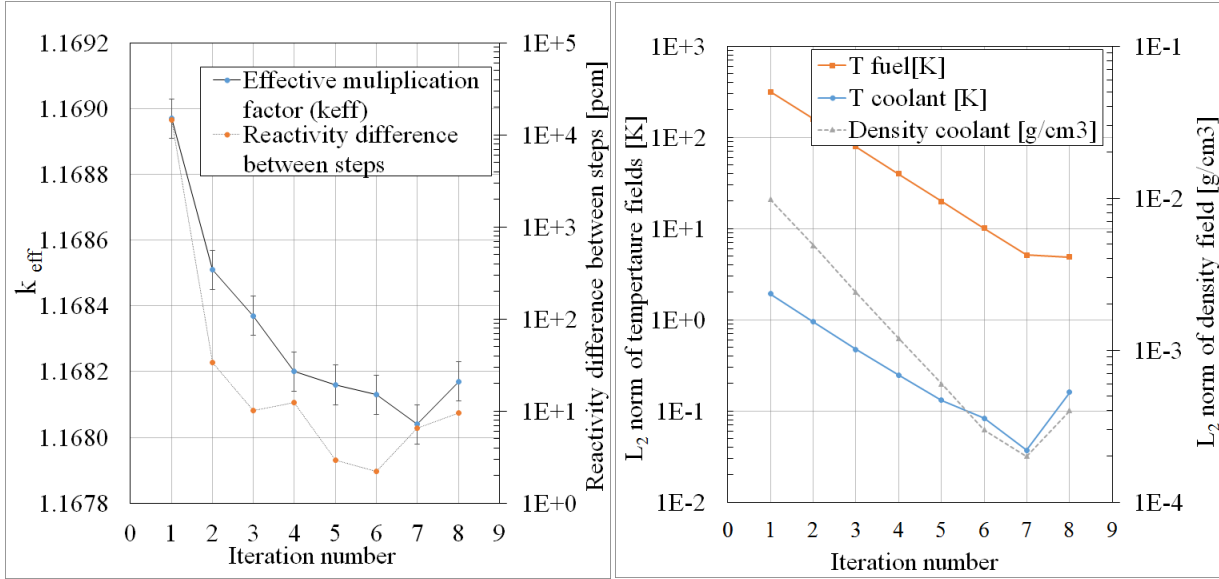 1.1692
1.1690
1.1688
1.1686
1.1684
1.1682
1.1680
1.1678
k eff
Effective muliplication
factor (keff)
Reactivity difference
between steps
1E+5
1E+4
1E+3
1E+2
1E+1
1E+0
Reactivity difference between steps [pcm]
0 1 2 3 4 5 6 7 8 9
Iteration number
1E+3
1E+2
1E+1
1E+0
1E-1
1E-2
L2 norm of tempertaure fields [K]
T fuel[K]
T coolant [K]
Density coolant [g/cm3]
1E-1
1E-2
1E-3
1E-4
L2 norm of density field [g/cm3]
0 1 2 3 4 5 6 7 8 9
Iteration number